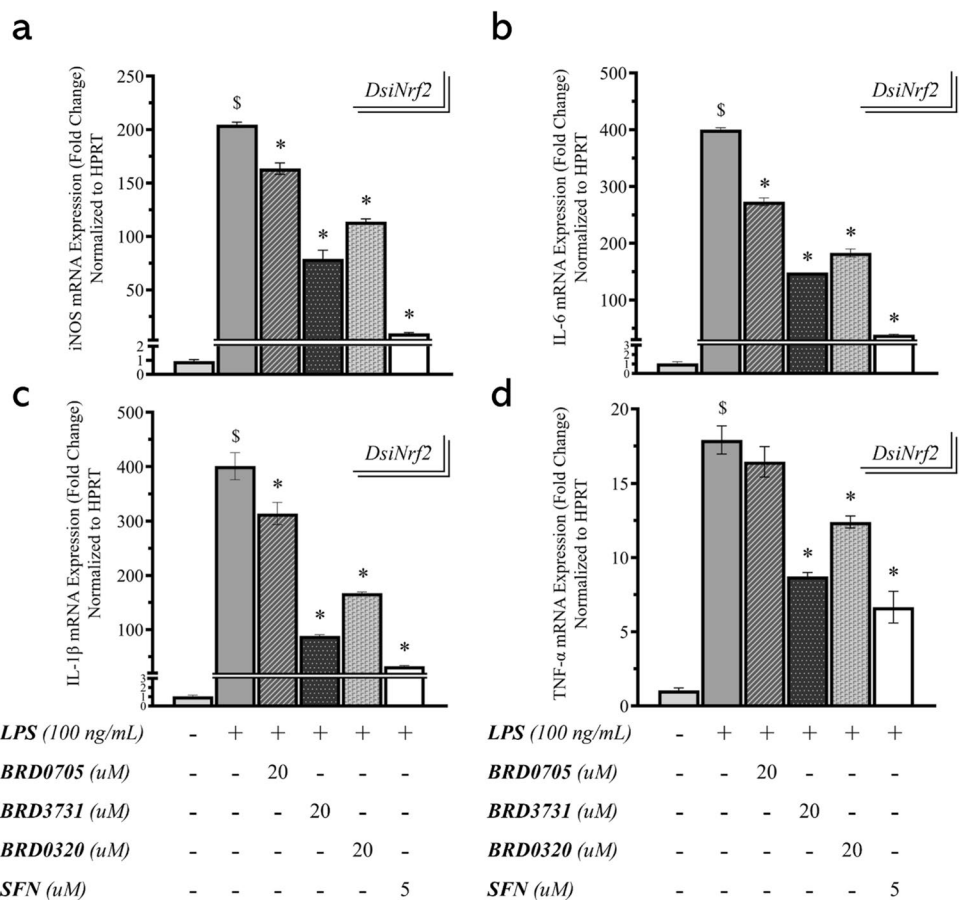 a
iNOS mRNA Expression (Fold Change)
Normalized to HPRT
250
200
150
100
50
2
1
0
DsiNrf2
$
*
*
*
*
b
IL-6 mRNA Expression (Fold Change)
Normalized to HPRT
500
400
300
200
100
3
2
1
0
DsiNrf2
$
*
*
*
*
c
IL-1β mRNA Expression (Fold Change)
Normalized to HPRT
500
400
300
200
100
3
2
1
0
DsiNrf2
$
*
*
*
*
d
TNF-α mRNA Expression (Fold Change)
Normalized to HPRT
20
15
10
5
0
DsiNrf2
$
*
*
*
LPS (100 ng/mL) - + + + + +
BRD0705 (uM) - - 20 - - -
BRD3731 (uM) - - - 20 - -
BRD0320 (uM) - - - - 20 -
SFN (uM) - - - - - 5
LPS (100 ng/mL) - + + + + +
BRD0705 (uM) - - 20 - - -
BRD3731 (uM) - - - 20 - -
BRD0320 (uM) - - - - 20 -
SFN (uM) - - - - - 5